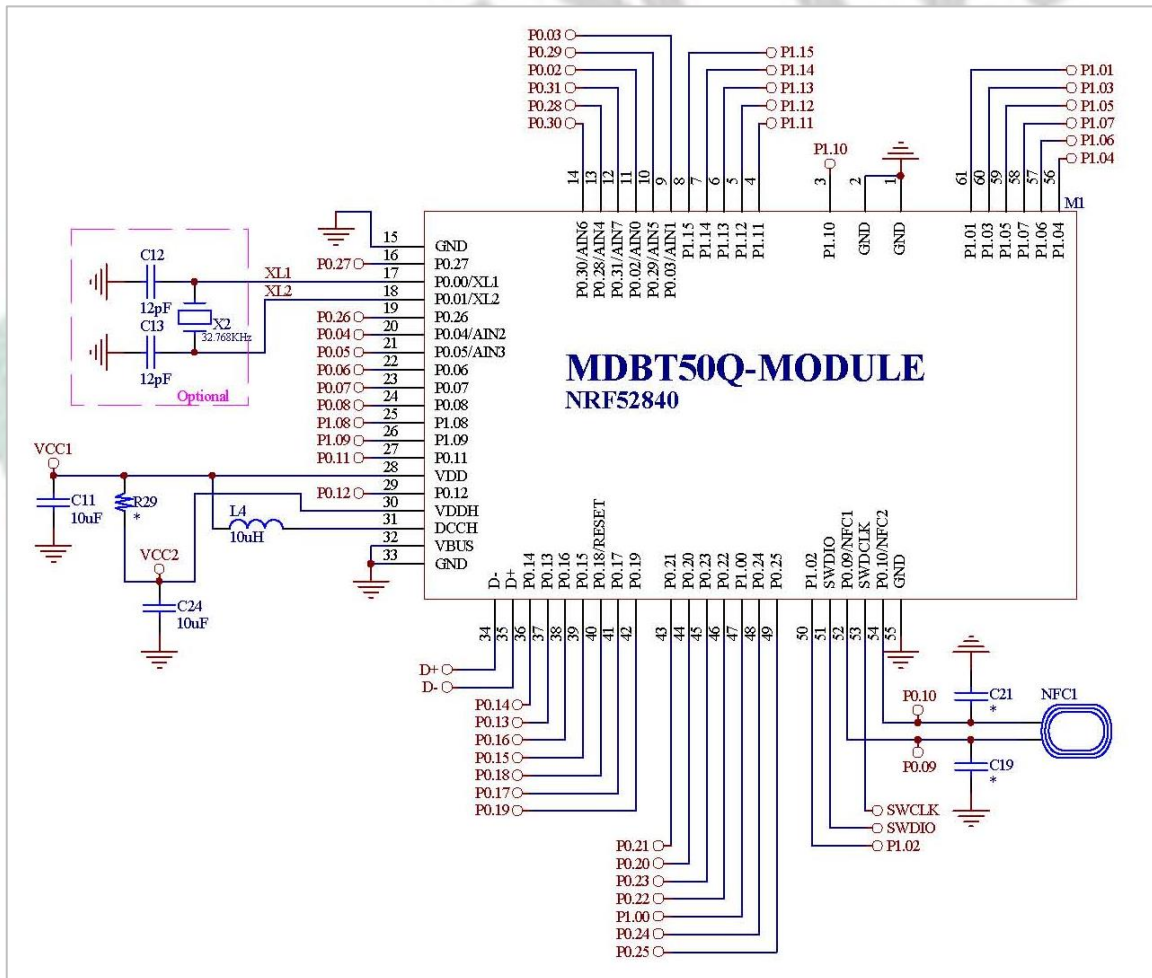 P0.03
P0.29
P0.02
P0.31
P0.28
P0.30
P1.15
P1.14
P1.13
P1.12
P1.11
P1.10
P1.01
P1.03
P1.05
P1.07
P1.06
P1.04
14
13
12
11
10
9
8
7
6
5
4
3
2
1
61
60
59
58
57
56
M1
P0.30/AIN6
P0.28/AIN4
P0.31/AIN7
P0.02/AIN0
P0.29/AIN5
P0.03/AIN1
P1.15
P1.14
P1.13
P1.12
P1.11
P1.10
GND
GND
P1.01
P1.03
P1.05
P1.07
P1.06
P1.04
15 GND
P0.27 16 P0.27
XL1 17 P0.00/XL1
XL2 18 P0.01/XL2
P0.26 19 P0.26
P0.04 20 P0.04/AIN2
P0.05 21 P0.05/AIN3
P0.06 22 P0.06
P0.07 23 P0.07
P0.08 24 P0.08
P1.08 25 P1.08
P1.09 26 P1.09
P0.11 27 P0.11
28 VDD
P0.12 29 P0.12
30 VDDH
31 DCCH
32 VBUS
33 GND
C12
12pF
C13
12pF
X2
32.768KHz
Optional
MDBT50Q-MODULE
NRF52840
VCC1
C11
10uF
R29
*
L4
10uH
VCC2
C24
10uF
D-
D+
P0.14
P0.13
P0.16
P0.15
P0.18/RESET
P0.17
P0.19
P0.21
P0.20
P0.23
P0.22
P1.00
P0.24
P0.25
P1.02
SWDIO
P0.09/NFC1
SWDCLK
P0.10/NFC2
GND
34
35
36
37
38
39
40
41
42
43
44
45
46
47
48
49
50
51
52
53
54
55
D+
D-
P0.14
P0.13
P0.16
P0.15
P0.18
P0.17
P0.19
P0.21
P0.20
P0.23
P0.22
P1.00
P0.24
P0.25
P0.10
P0.09
C21
*
C19
*
NFC1
SWCLK
SWDIO
P1.02